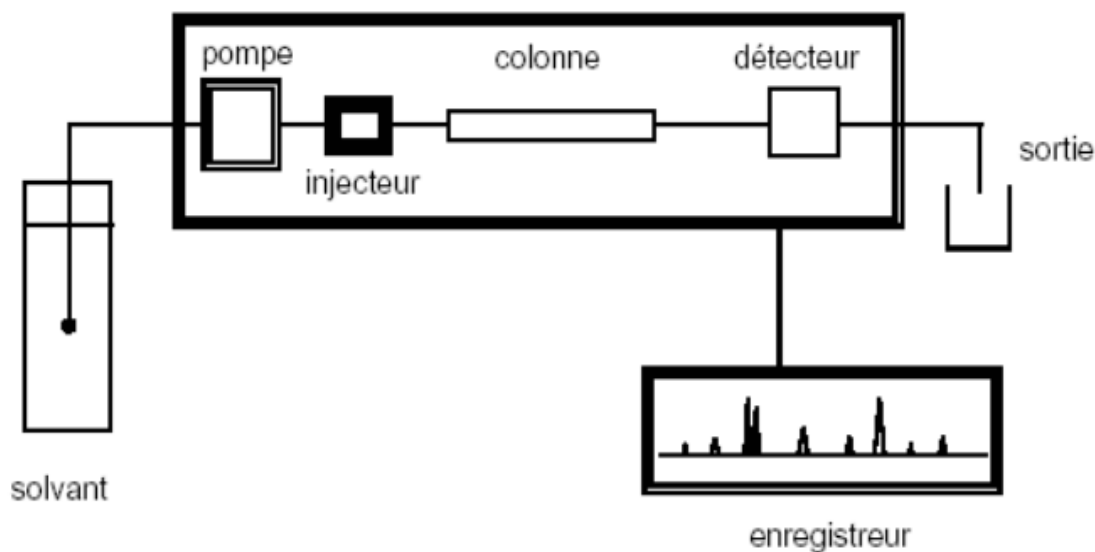 pompe
colonne
détecteur
injecteur
sortie
solvant
enregistreur